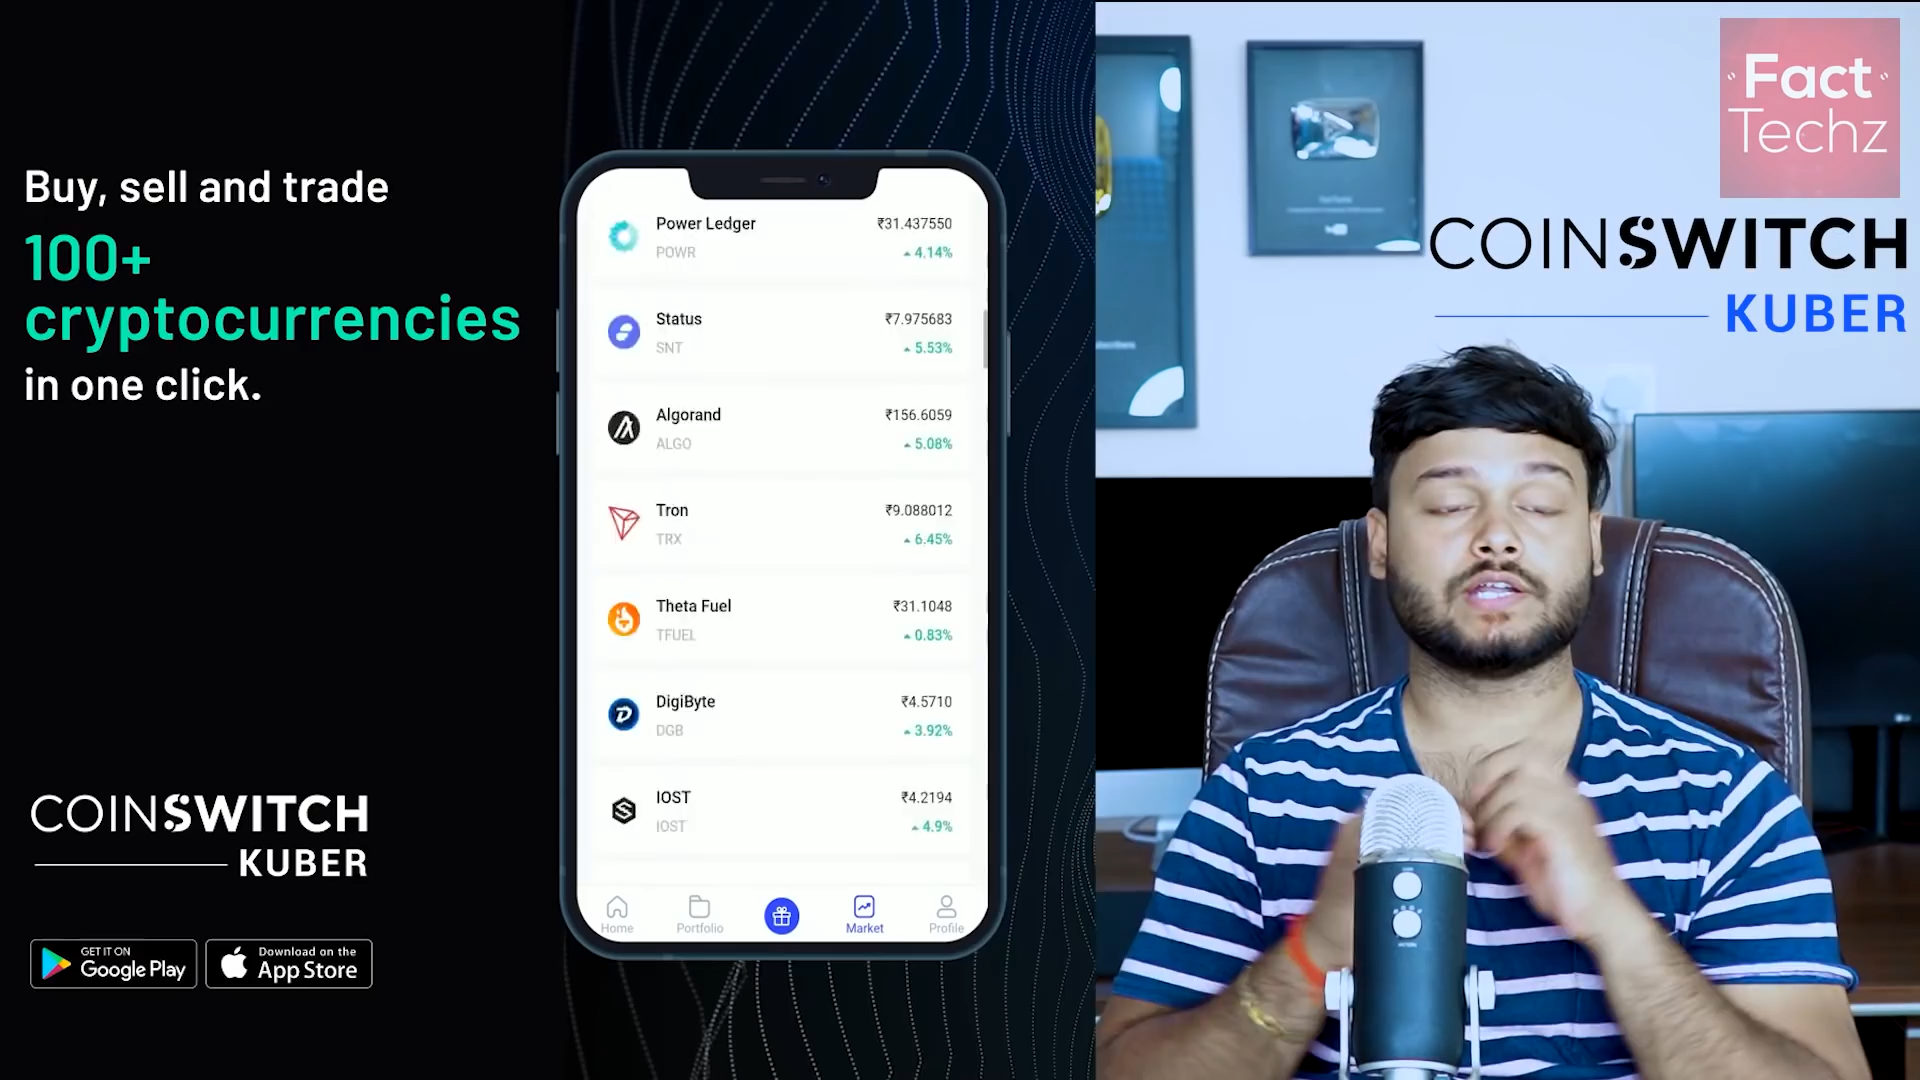 Buy, sell and trade
100+
cryptocurrencies
in one click.
COINSWITCH
KUBER
GET IT ON
Google Play
Download on the
App Store
Power Ledger
₹31.437550
POWR
4.14%
Status
₹7.975683
SNT
5.53%
Algorand
₹156.6059
ALGO
5.08%
Tron
₹9.088012
TRX
6.45%
Theta Fuel
₹31.1048
TFUEL
0.83%
DigiByte
₹4.5710
DGB
3.92%
IOST
₹4.2194
IOST
4.9%
Home
Portfolio
Market
Profile
Fact
Techz
COINSWITCH
KUBER